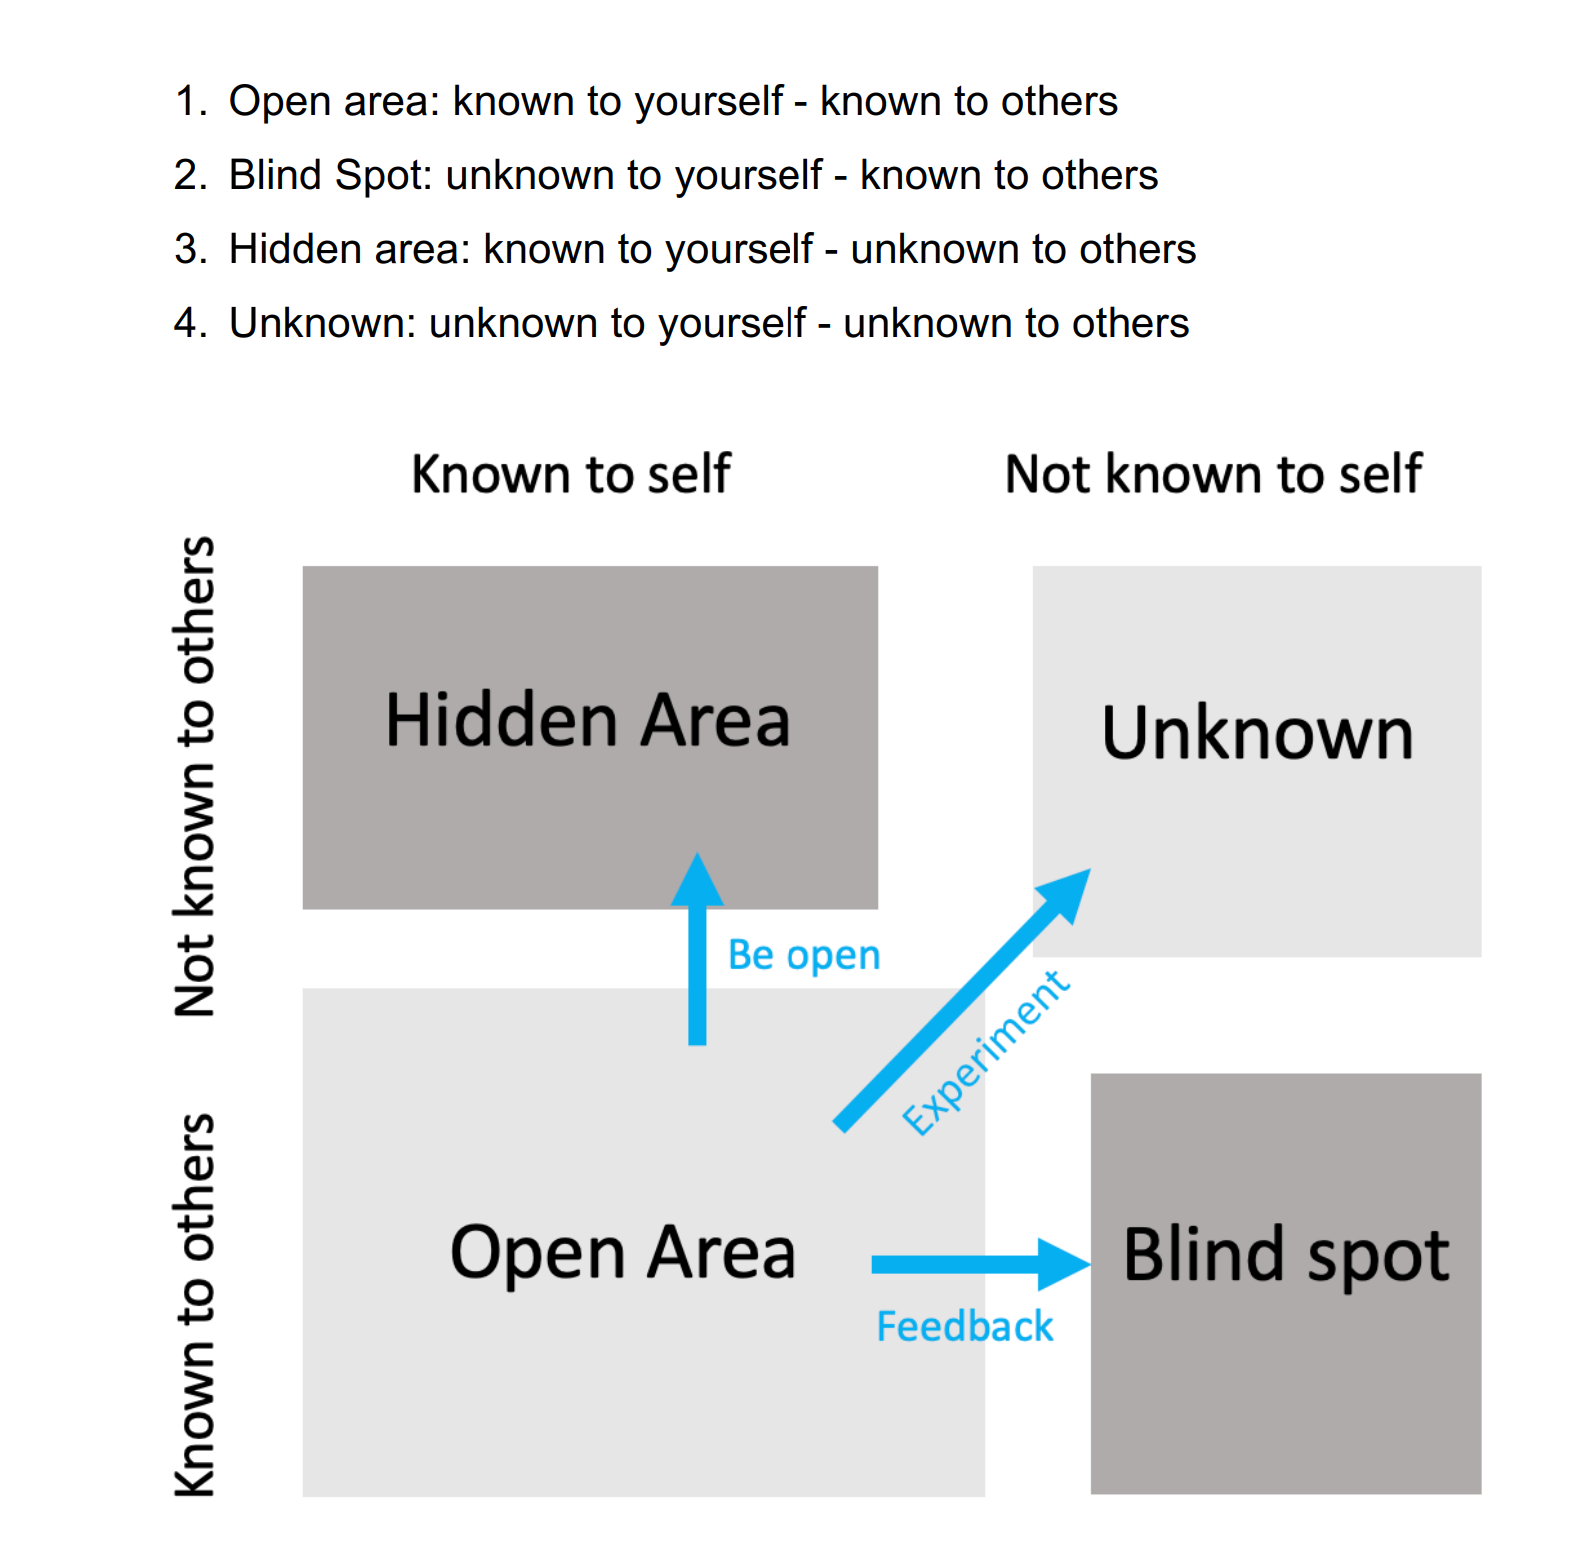 1. Open area: known to yourself - known to others
2. Blind Spot: unknown to yourself - known to others
3. Hidden area: known to yourself - unknown to others
4. Unknown: unknown to yourself - unknown to others
Known to self
Not known to self
Not known to others
Hidden Area
Unknown
Be open
Experiment
Known to others
Open Area
Blind spot
Feedback